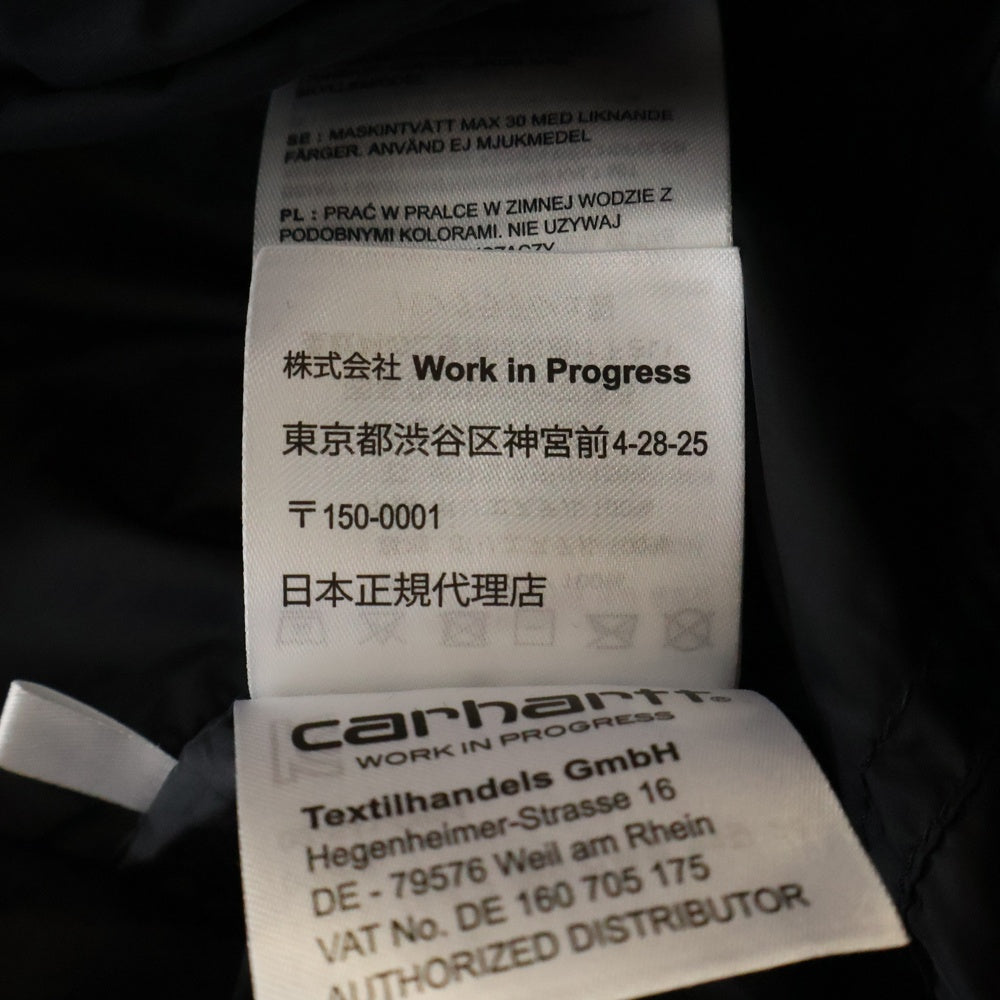 SE : MASKINTVÄTT MAX 30 MED LIKNANDE
FÄRGER. ANVÄND EJ MJUKMEDEL
PL : PRAĆ W PRALCE W ZIMNEJ WODZIE Z
PODOBNYMI KOLORAMI. NIE UZYWAJ
株式会社 Work in Progress
東京都渋谷区神宮前4-28-25
〒150-0001
日本正規代理店
carhartt®
WORK IN PROGRESS
Textilhandels GmbH
Hegenheimer-Strasse 16
DE - 79576 Weil am Rhein
VAT No. DE 160 705 175
AUTHORIZED DISTRIBUTOR